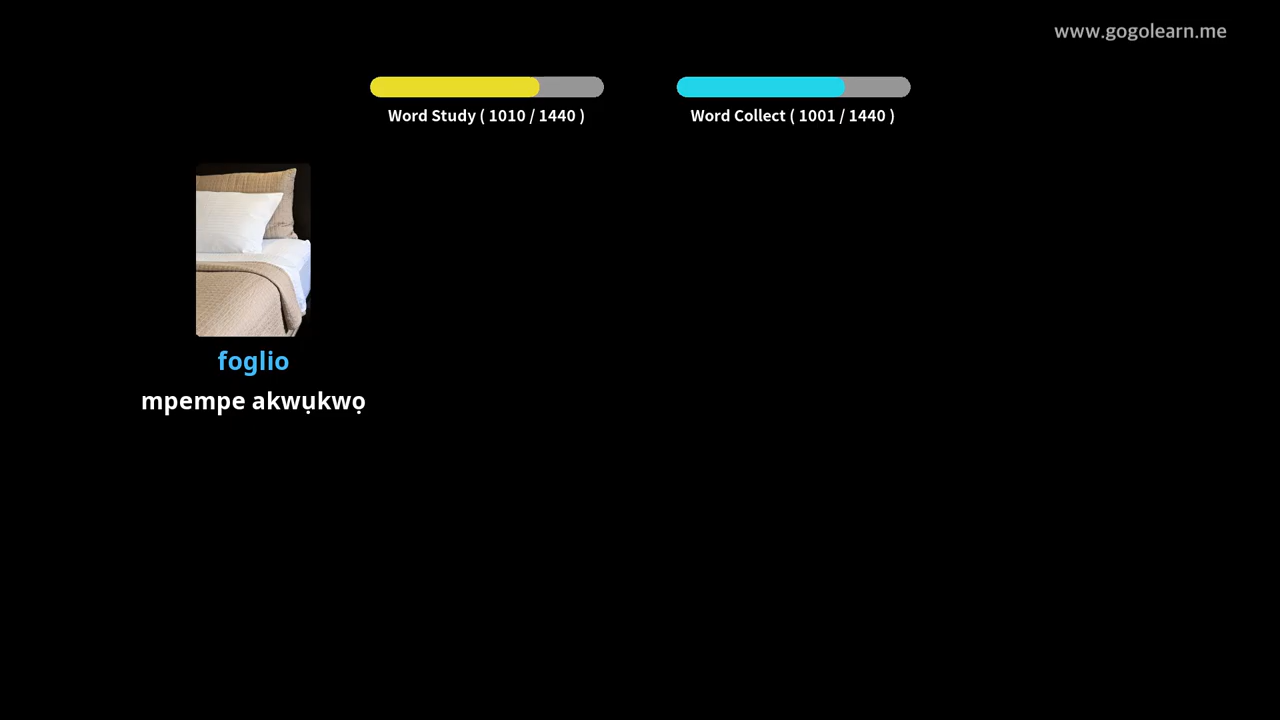 www.gogolearn.me
Word Study ( 1010 / 1440 )
Word Collect ( 1001 / 1440 )
foglio
mpempe akwụkwọ